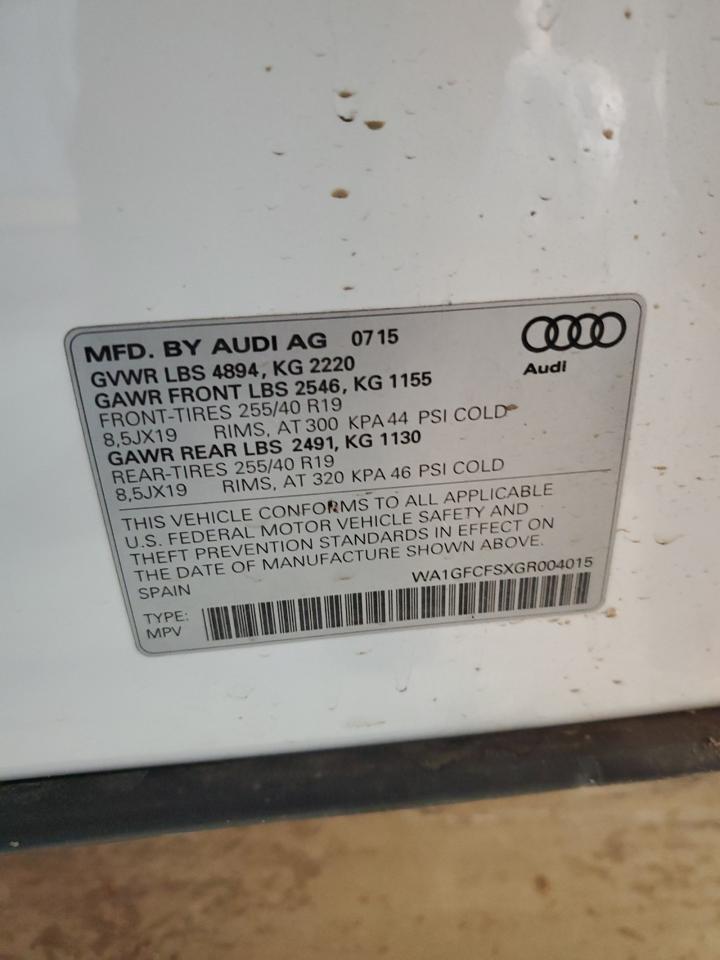 MFD. BY AUDI AG 0715
GVWR LBS 4894, KG 2220
GAWR FRONT LBS 2546, KG 1155
FRONT-TIRES 255/40 R19
8,5JX19 RIMS, AT 300 KPA 44 PSI COLD
GAWR REAR LBS 2491, KG 1130
REAR-TIRES 255/40 R19
8,5JX19 RIMS, AT 320 KPA 46 PSI COLD
Audi
THIS VEHICLE CONFORMS TO ALL APPLICABLE
U.S. FEDERAL MOTOR VEHICLE SAFETY AND
THEFT PREVENTION STANDARDS IN EFFECT ON
THE DATE OF MANUFACTURE SHOWN ABOVE.
SPAIN WA1GFCFSXGR004015
TYPE:
MPV